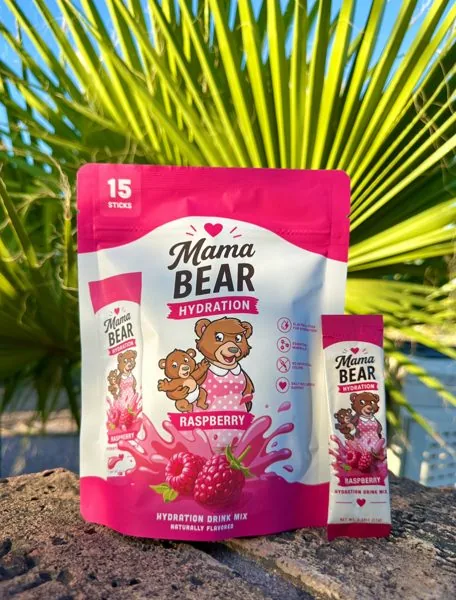 15
STICKS
Mama
BEAR
HYDRATION
RASPBERRY
HYDRATION DRINK MIX
NATURALLY FLAVORED
Mama
BEAR
HYDRATION
RASPBERRY
Mama
BEAR
HYDRATION
RASPBERRY
HYDRATION DRINK MIX